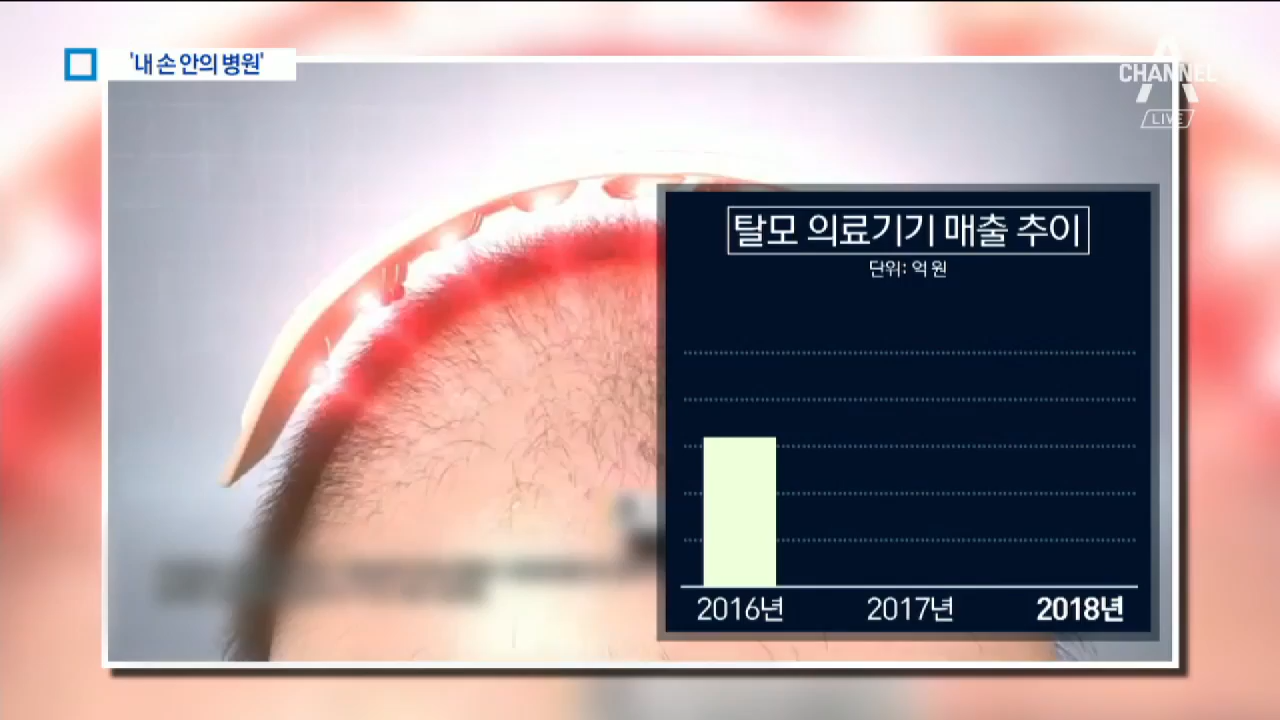 '내 손 안의 병원'
CHANNEL A
LIVE
탈모 의료기기 매출 추이
단위: 억 원
2016년 2017년 2018년